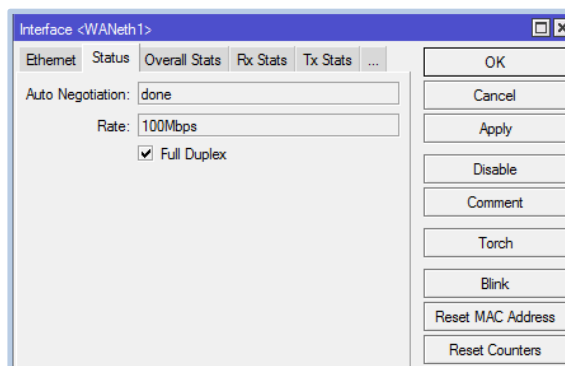 Interface <WANeth1>
Ethernet Status Overall Stats Rx Stats Tx Stats ...
Auto Negotiation: done
Rate: 100Mbps
Full Duplex
OK
Cancel
Apply
Disable
Comment
Torch
Blink
Reset MAC Address
Reset Counters